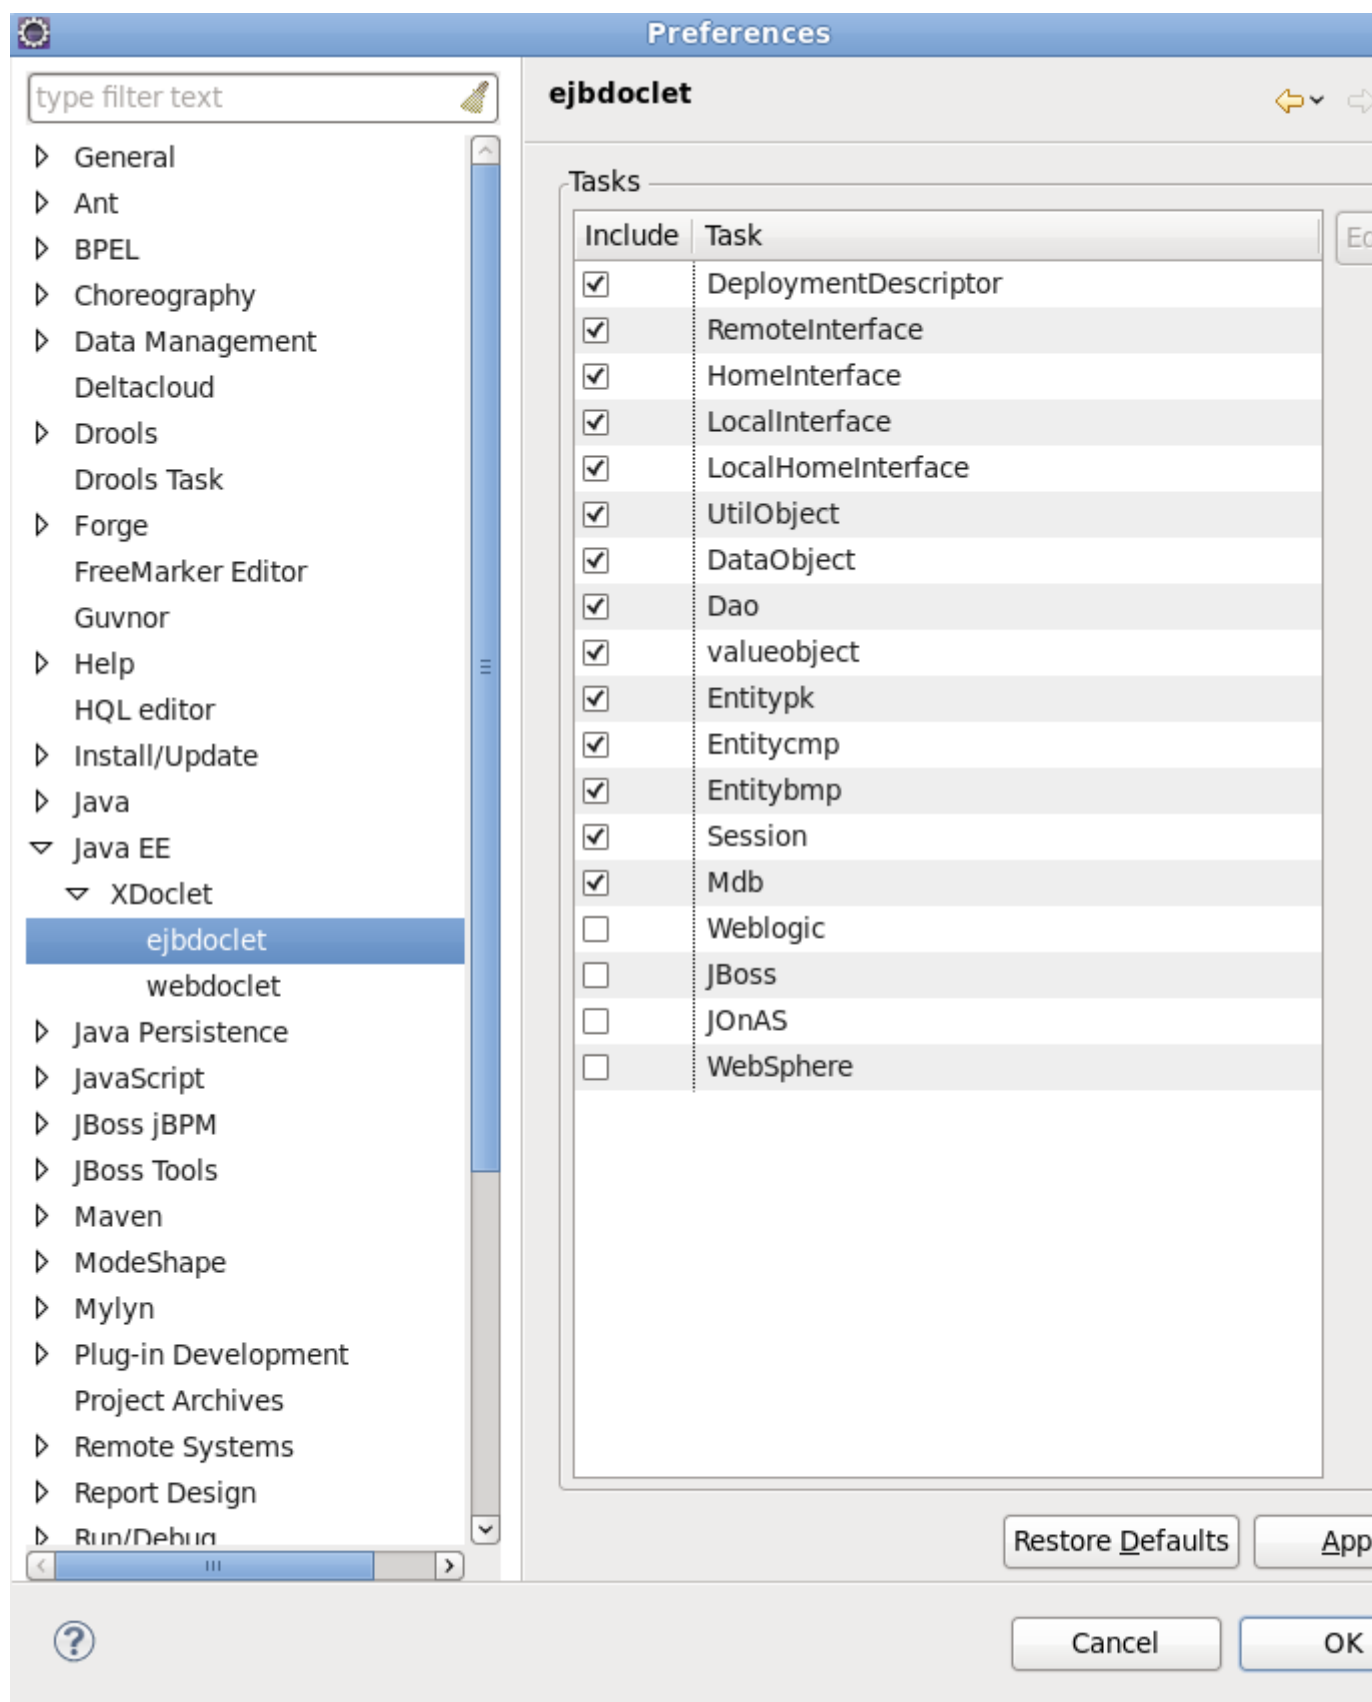 Preferences
type filter text
General
Ant
BPEL
Choreography
Data Management
Deltacloud
Drools
Drools Task
Forge
FreeMarker Editor
Guvnor
Help
HQL editor
Install/Update
Java
Java EE
XDoclet
ejbdoclet
webdoclet
Java Persistence
JavaScript
JBoss jBPM
JBoss Tools
Maven
ModeShape
Mylyn
Plug-in Development
Project Archives
Remote Systems
Report Design
Run/Debug
ejbdoclet
Tasks
Include Task
DeploymentDescriptor
RemoteInterface
HomeInterface
LocalInterface
LocalHomeInterface
UtilObject
DataObject
Dao
valueobject
Entitypk
Entitycmp
Entitybmp
Session
Mdb
Weblogic
JBoss
JOnAS
WebSphere
Restore Defaults
Cancel OK